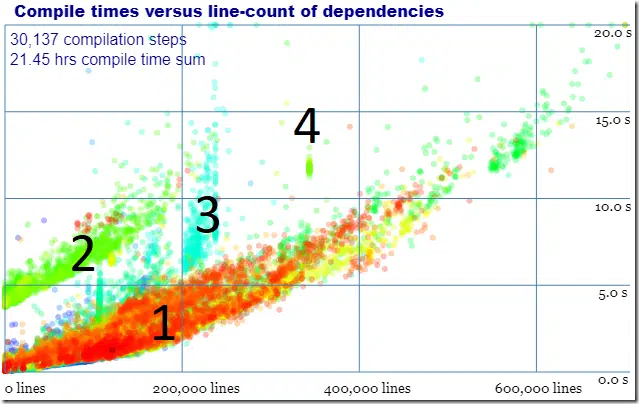 Compile times versus line-count of dependencies
30,137 compilation steps
21.45 hrs compile time sum
20.0 s
15.0 s
10.0 s
5.0 s
0.0 s
4
3
2
1
0 lines
200,000 lines
400,000 lines
600,000 lines